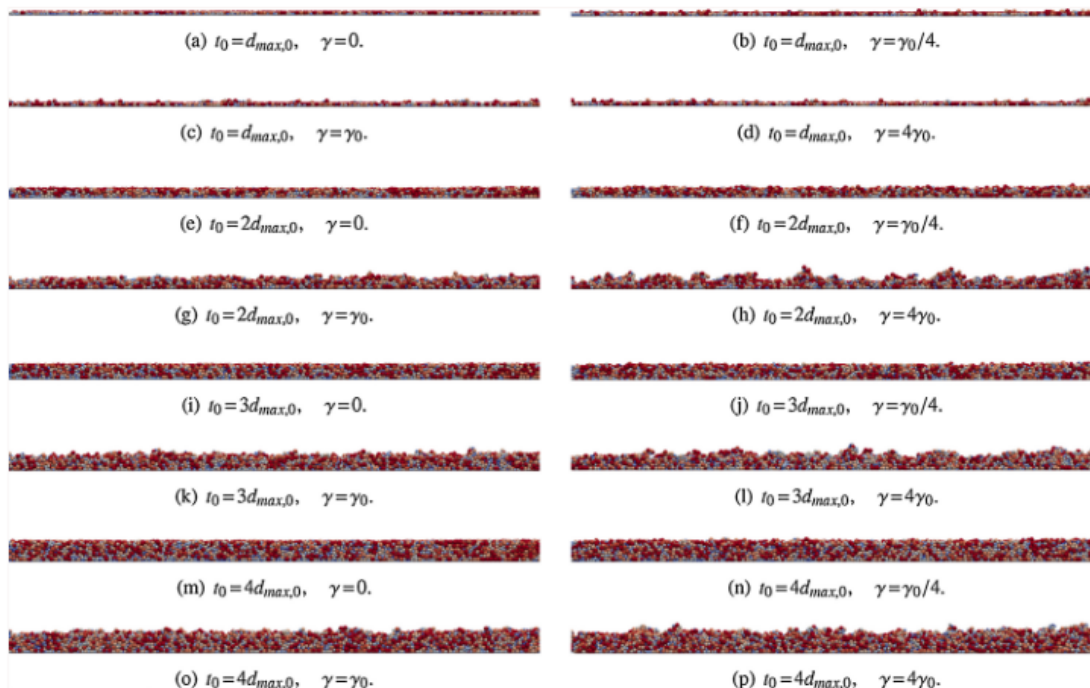 (a) t₀=d_max,0, γ=0.
(b) t₀=d_max,0, γ=γ₀/4.
(c) t₀=d_max,0, γ=γ₀.
(d) t₀=d_max,0, γ=4γ₀.
(e) t₀=2d_max,0, γ=0.
(f) t₀=2d_max,0, γ=γ₀/4.
(g) t₀=2d_max,0, γ=γ₀.
(h) t₀=2d_max,0, γ=4γ₀.
(i) t₀=3d_max,0, γ=0.
(j) t₀=3d_max,0, γ=γ₀/4.
(k) t₀=3d_max,0, γ=γ₀.
(l) t₀=3d_max,0, γ=4γ₀.
(m) t₀=4d_max,0, γ=0.
(n) t₀=4d_max,0, γ=γ₀/4.
(o) t₀=4d_max,0, γ=γ₀.
(p) t₀=4d_max,0, γ=4γ₀.